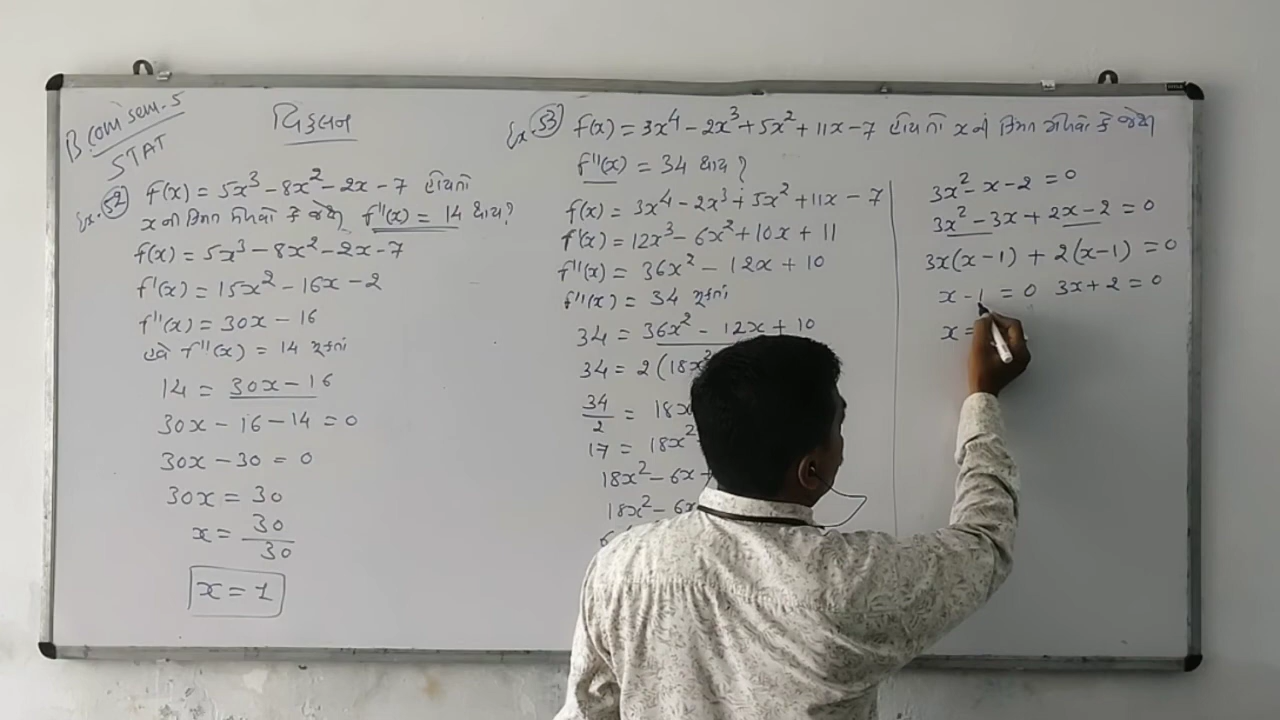 B.com sem.5
STAT
વિકલન
Ex. 52 f(x) = 5x³ - 8x² - 2x - 7 હોય તો
x ની કિંમત મેળવો કે જેથી f''(x) = 14 થાય?
f(x) = 5x³ - 8x² - 2x - 7
f'(x) = 15x² - 16x - 2
f''(x) = 30x - 16
હવે f''(x) = 14 મૂકતાં
14 = 30x - 16
30x - 16 - 14 = 0
30x - 30 = 0
30x = 30
x = 30/30
x = 1
Ex 53 f(x) = 3x⁴ - 2x³ + 5x² + 11x - 7 હોય તો x ની કિંમત મેળવો કે જેથી
f''(x) = 34 થાય?
f(x) = 3x⁴ - 2x³ + 5x² + 11x - 7
f'(x) = 12x³ - 6x² + 10x + 11
f''(x) = 36x² - 12x + 10
f''(x) = 34 મૂકતાં
34 = 36x² - 12x + 10
34 = 2(18x²
34/2 = 18x
17 = 18x²
18x² - 6x +
18x² - 6x
6
3x² - x - 2 = 0
3x² - 3x + 2x - 2 = 0
3x(x - 1) + 2(x - 1) = 0
x - 1 = 0 3x + 2 = 0
x =